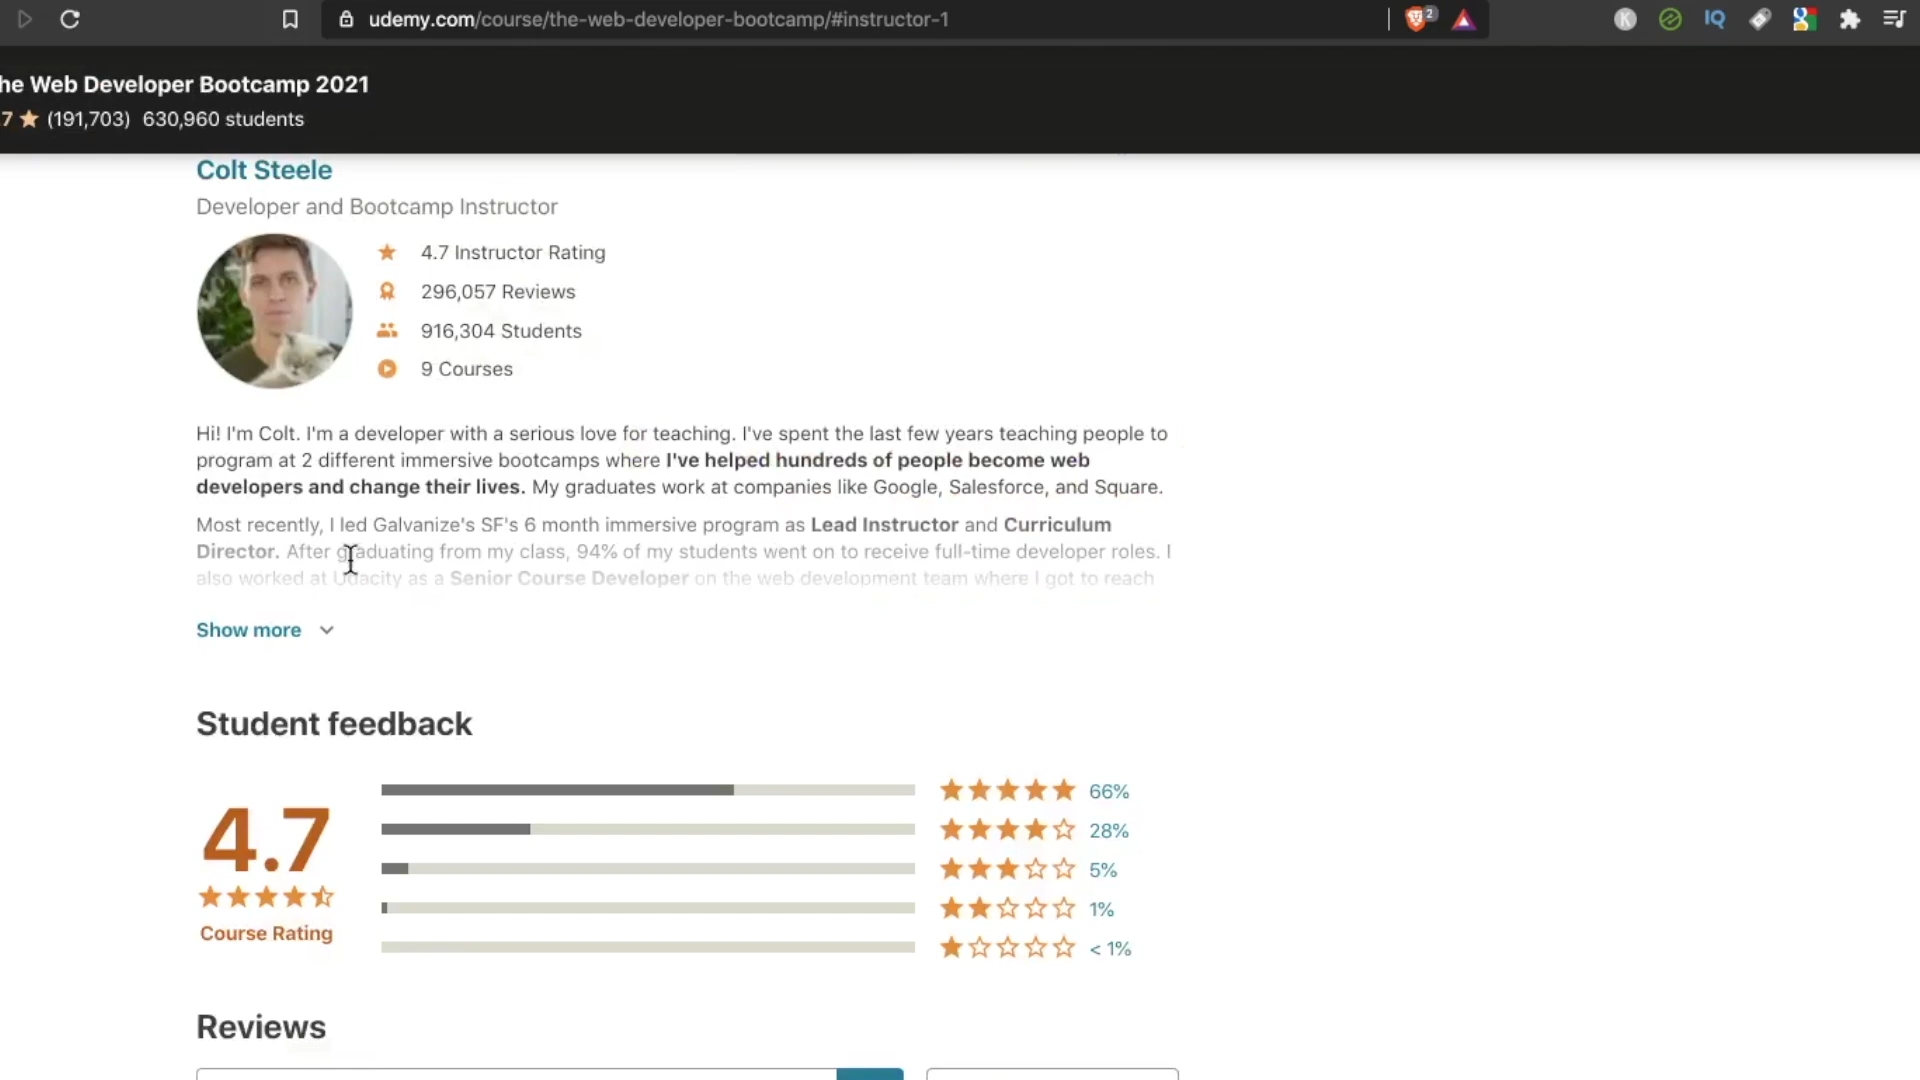 udemy.com/course/the-web-developer-bootcamp/#instructor-1
2
K
IQ
he Web Developer Bootcamp 2021
7 (191,703) 630,960 students
Colt Steele
Developer and Bootcamp Instructor
4.7 Instructor Rating
296,057 Reviews
916,304 Students
9 Courses
Hi! I'm Colt. I'm a developer with a serious love for teaching. I've spent the last few years teaching people to
program at 2 different immersive bootcamps where I've helped hundreds of people become web
developers and change their lives. My graduates work at companies like Google, Salesforce, and Square.
Most recently, I led Galvanize's SF's 6 month immersive program as Lead Instructor and Curriculum
Director. After graduating from my class, 94% of my students went on to receive full-time developer roles. I
also worked at Udacity as a Senior Course Developer on the web development team where I got to reach
Show more
Student feedback
66%
28%
4.7
5%
1%
Course Rating
< 1%
Reviews